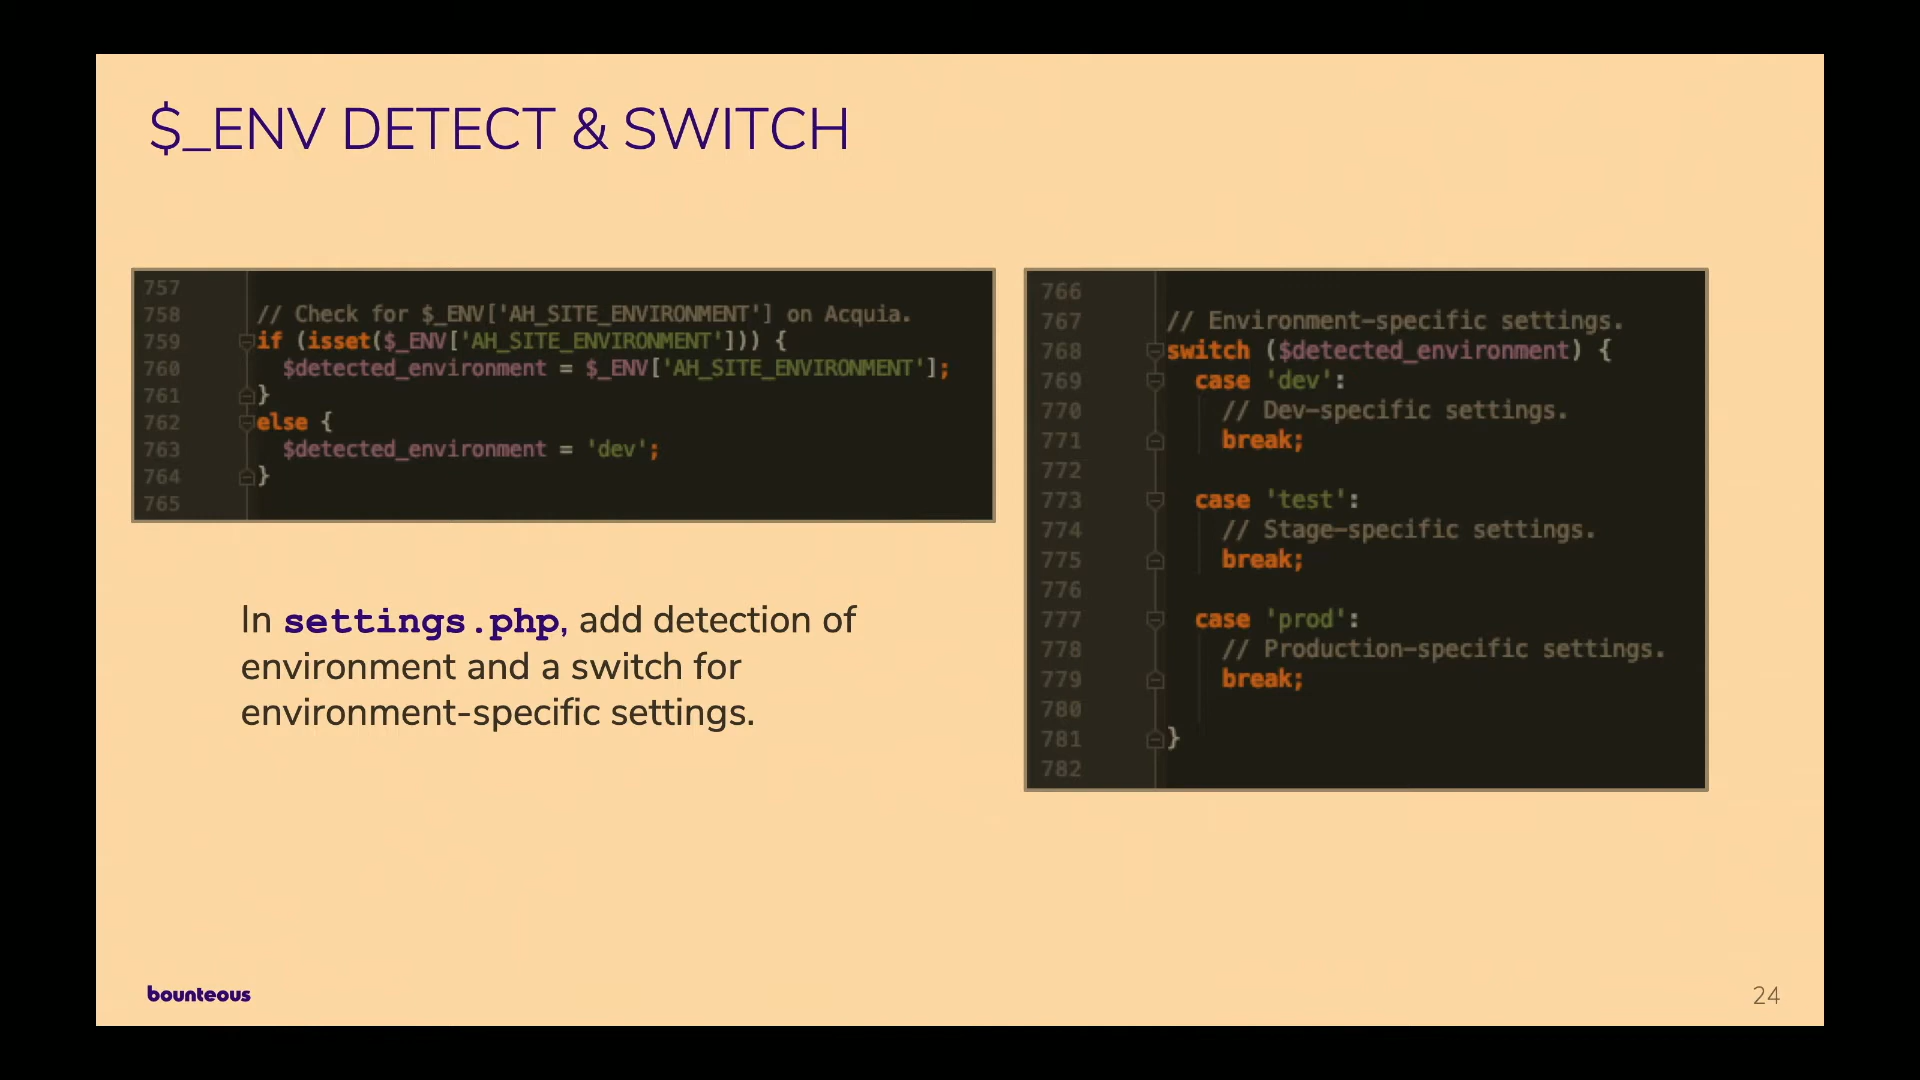 $_ENV DETECT & SWITCH
757
758 // Check for $_ENV['AH_SITE_ENVIRONMENT'] on Acquia.
759 if (isset($_ENV['AH_SITE_ENVIRONMENT'])) {
760 $detected_environment = $_ENV['AH_SITE_ENVIRONMENT'];
761 }
762 else {
763 $detected_environment = 'dev';
764 }
765
In settings.php, add detection of
environment and a switch for
environment-specific settings.
766
767 // Environment-specific settings.
768 switch ($detected_environment) {
769 case 'dev':
770 // Dev-specific settings.
771 break;
772
773 case 'test':
774 // Stage-specific settings.
775 break;
776
777 case 'prod':
778 // Production-specific settings.
779 break;
780
781 }
782
bounteous
24